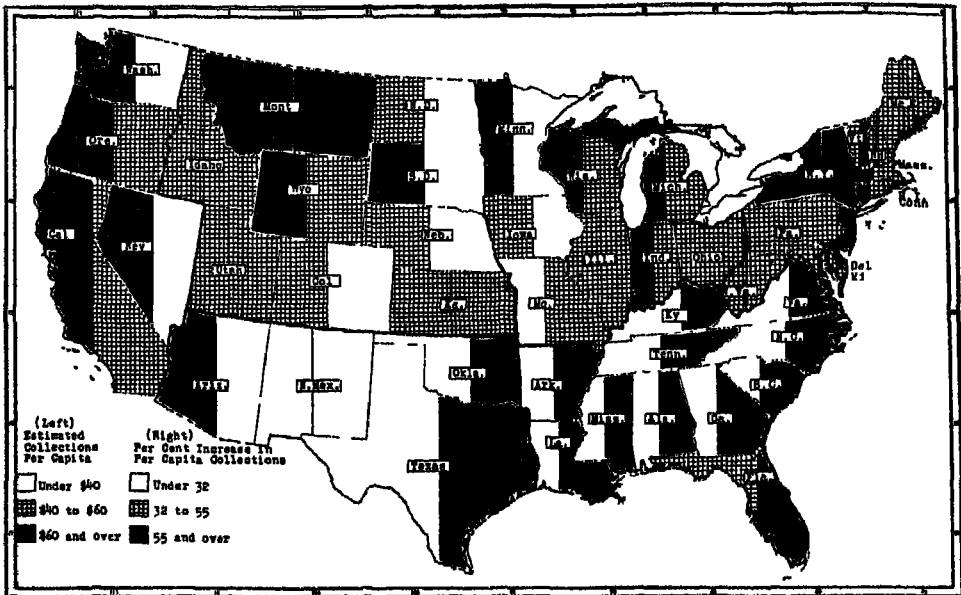 Wash.
Mont
N.D.
Minn.
Me.
Ore.
Idaho
Wyo
S.D.
Wis.
Mich.
N.Y.
Vt
N.H.
Mass.
Conn
Cal
Nev
Utah
Col
Neb.
Iowa
Ill.
Ind.
Ohio
Pa.
Del
Ks.
Mo.
Ky
Va.
Ariz.
N.Mex.
Okla.
Ark.
Tenn.
N.C.
S.C.
Texas
La.
Miss.
Ala.
Ga.
Fla.
(Left)
Estimated
Collections
Per Capita
Under $40
$40 to $60
$60 and over
(Right)
Per Cent Increase In
Per Capita Collections
Under 32
32 to 55
55 and over